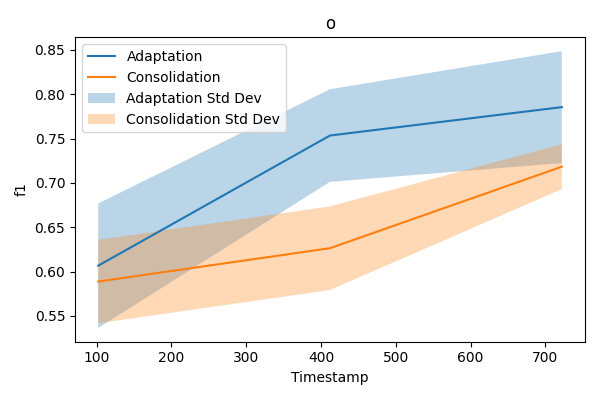 o
0.85
0.80
0.75
0.70
0.65
0.60
0.55
f1
Adaptation
Consolidation
Adaptation Std Dev
Consolidation Std Dev
100
200
300
400
500
600
700
Timestamp